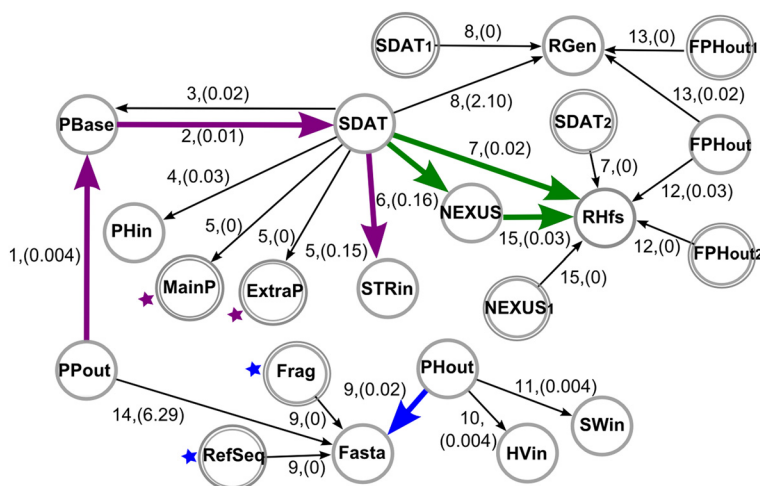 8,(0)
SDAT1
RGen
13,(0)
FPHout1
3,(0.02)
8,(2.10)
13,(0.02)
PBase
2,(0.01)
SDAT
SDAT2
7,(0.02)
7,(0)
FPHout
4,(0.03)
12,(0.03)
6,(0.16)
NEXUS
RHfs
PHin
5,(0)
5,(0)
5,(0.15)
15,(0.03)
12,(0)
FPHout2
1,(0.004)
MainP
ExtraP
STRin
15,(0)
NEXUS1
PPout
Frag
9,(0.02)
PHout
11,(0.004)
14,(6.29)
9,(0)
10,
(0.004)
SWin
RefSeq
9,(0)
Fasta
HVin